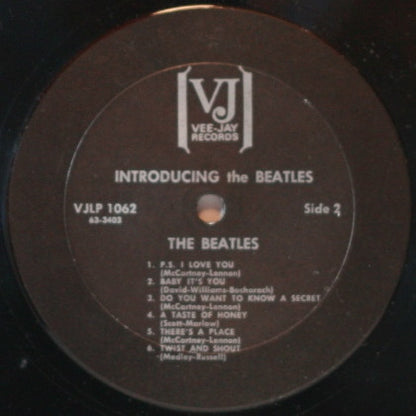 VJ
VEE-JAY
RECORDS
INTRODUCING the BEATLES
VJLP 1062
63-3403
Side 2
THE BEATLES
1. P.S. I LOVE YOU
(McCartney-Lennon)
2. BABY IT'S YOU
(David-Williams-Bacharach)
3. DO YOU WANT TO KNOW A SECRET
(McCartney-Lennon)
4. A TASTE OF HONEY
(Scott-Marlow)
5. THERE'S A PLACE
(McCartney-Lennon)
6. TWIST AND SHOUT
(Medley-Russell)